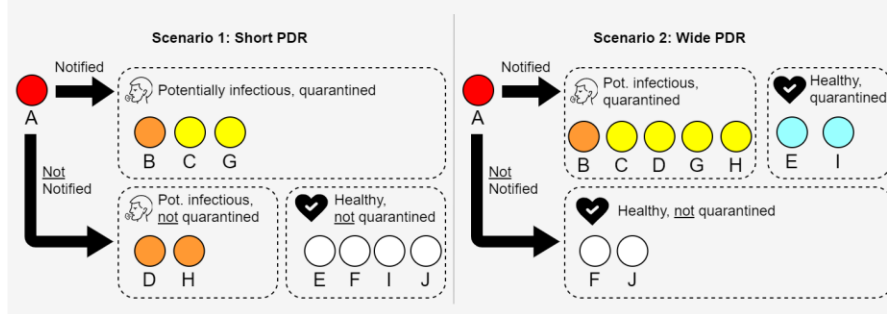 Scenario 1: Short PDR
Notified
A
Potentially infectious, quarantined
B C G
Not
Notified
Pot. infectious,
not quarantined
D H
Healthy,
not quarantined
E F I J
Scenario 2: Wide PDR
Notified
A
Pot. infectious,
quarantined
B C D G H
Healthy,
quarantined
E I
Not
Notified
Healthy, not quarantined
F J